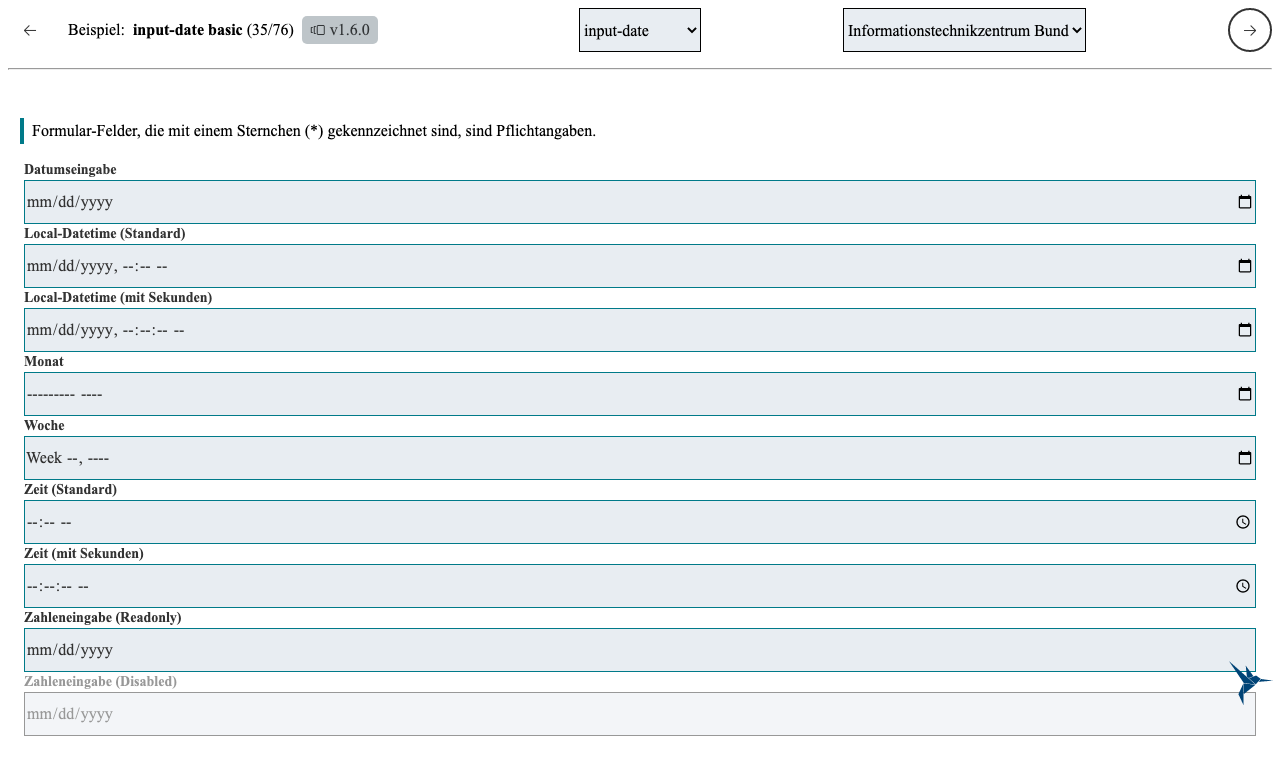 Beispiel: input-date basic (35/76) v1.6.0 input-date Informationstechnikzentrum Bund
Formular-Felder, die mit einem Sternchen (*) gekennzeichnet sind, sind Pflichtangaben.
Datumseingabe
mm/dd/yyyy
Local-Datetime (Standard)
mm/dd/yyyy, --:-- --
Local-Datetime (mit Sekunden)
mm/dd/yyyy, --:--:-- --
Monat
--------- ----
Woche
Week --, ----
Zeit (Standard)
--:-- --
Zeit (mit Sekunden)
--:--:-- --
Zahleneingabe (Readonly)
mm/dd/yyyy
Zahleneingabe (Disabled)
mm/dd/yyyy